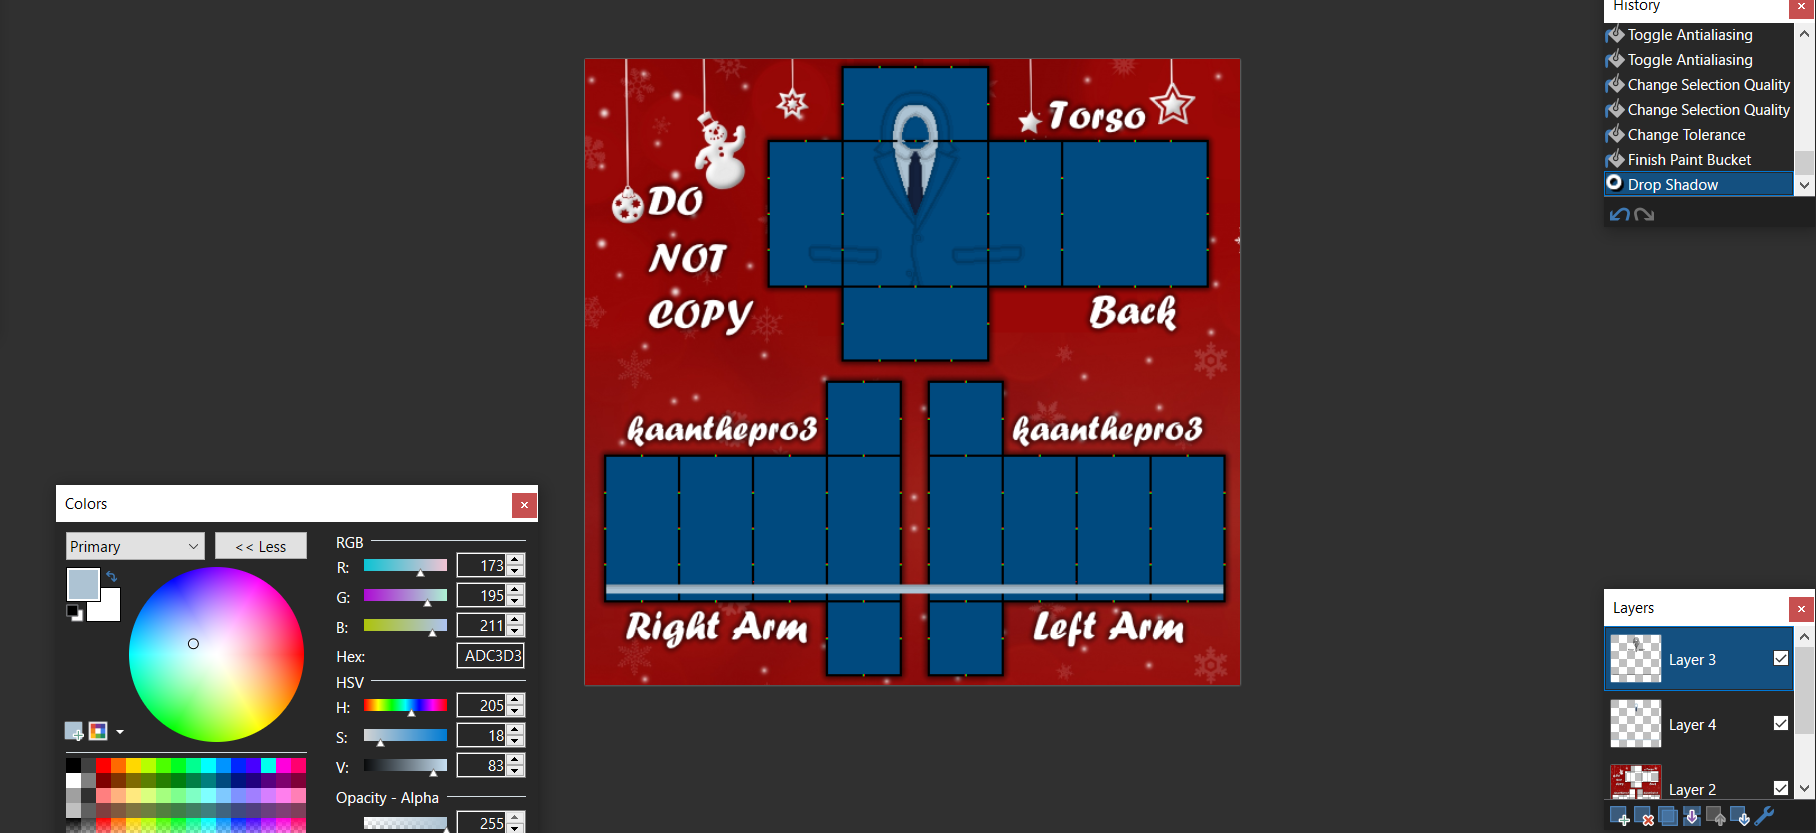 History
Toggle Antialiasing
Toggle Antialiasing
Change Selection Quality
Change Selection Quality
Change Tolerance
Finish Paint Bucket
Drop Shadow
Torso
DO
NOT
COPY
Back
kaanthepro3
kaanthepro3
Right Arm
Left Arm
Colors
Primary
<< Less
RGB
R: 173
G: 195
B: 211
Hex: ADC3D3
HSV
H: 205
S: 18
V: 83
Opacity - Alpha
255
Layers
Layer 3
Layer 4
Layer 2